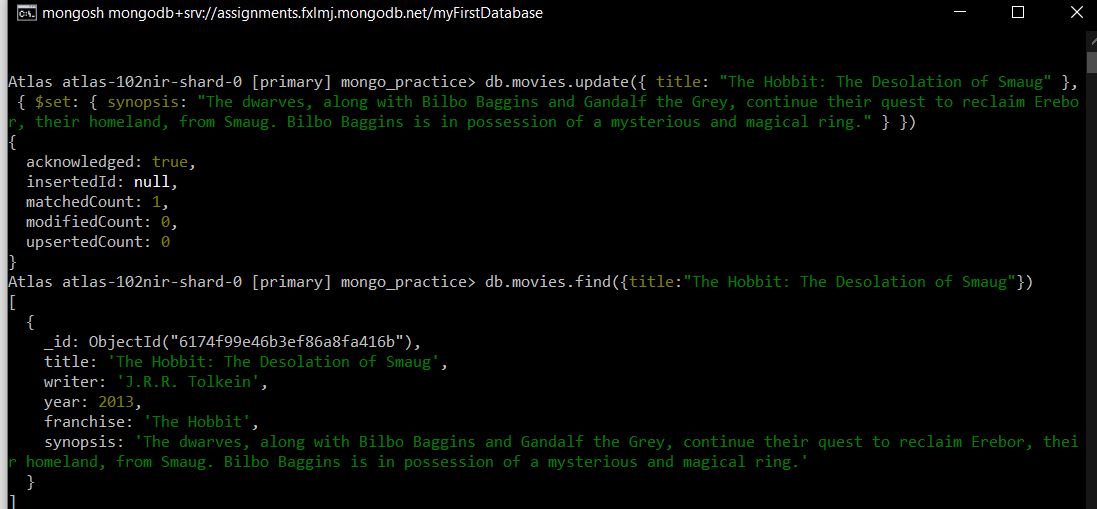 mongosh mongodb+srv://assignments.fxlmj.mongodb.net/myFirstDatabase
Atlas atlas-102nir-shard-0 [primary] mongo_practice> db.movies.update({ title: "The Hobbit: The Desolation of Smaug" },
{ $set: { synopsis: "The dwarves, along with Bilbo Baggins and Gandalf the Grey, continue their quest to reclaim Erebo
r, their homeland, from Smaug. Bilbo Baggins is in possession of a mysterious and magical ring." } })
{
acknowledged: true,
insertedId: null,
matchedCount: 1,
modifiedCount: 0,
upsertedCount: 0
}
Atlas atlas-102nir-shard-0 [primary] mongo_practice> db.movies.find({title:"The Hobbit: The Desolation of Smaug"})
[
{
_id: ObjectId("6174f99e46b3ef86a8fa416b"),
title: 'The Hobbit: The Desolation of Smaug',
writer: 'J.R.R. Tolkein',
year: 2013,
franchise: 'The Hobbit',
synopsis: 'The dwarves, along with Bilbo Baggins and Gandalf the Grey, continue their quest to reclaim Erebor, thei
r homeland, from Smaug. Bilbo Baggins is in possession of a mysterious and magical ring.'
}
]